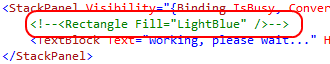 <StackPanel Visibility="{Binding IsBusy, Conver
<!--<Rectangle Fill="LightBlue" />-->
<TextBlock Text="Working, please wait..." H
</StackPanel>